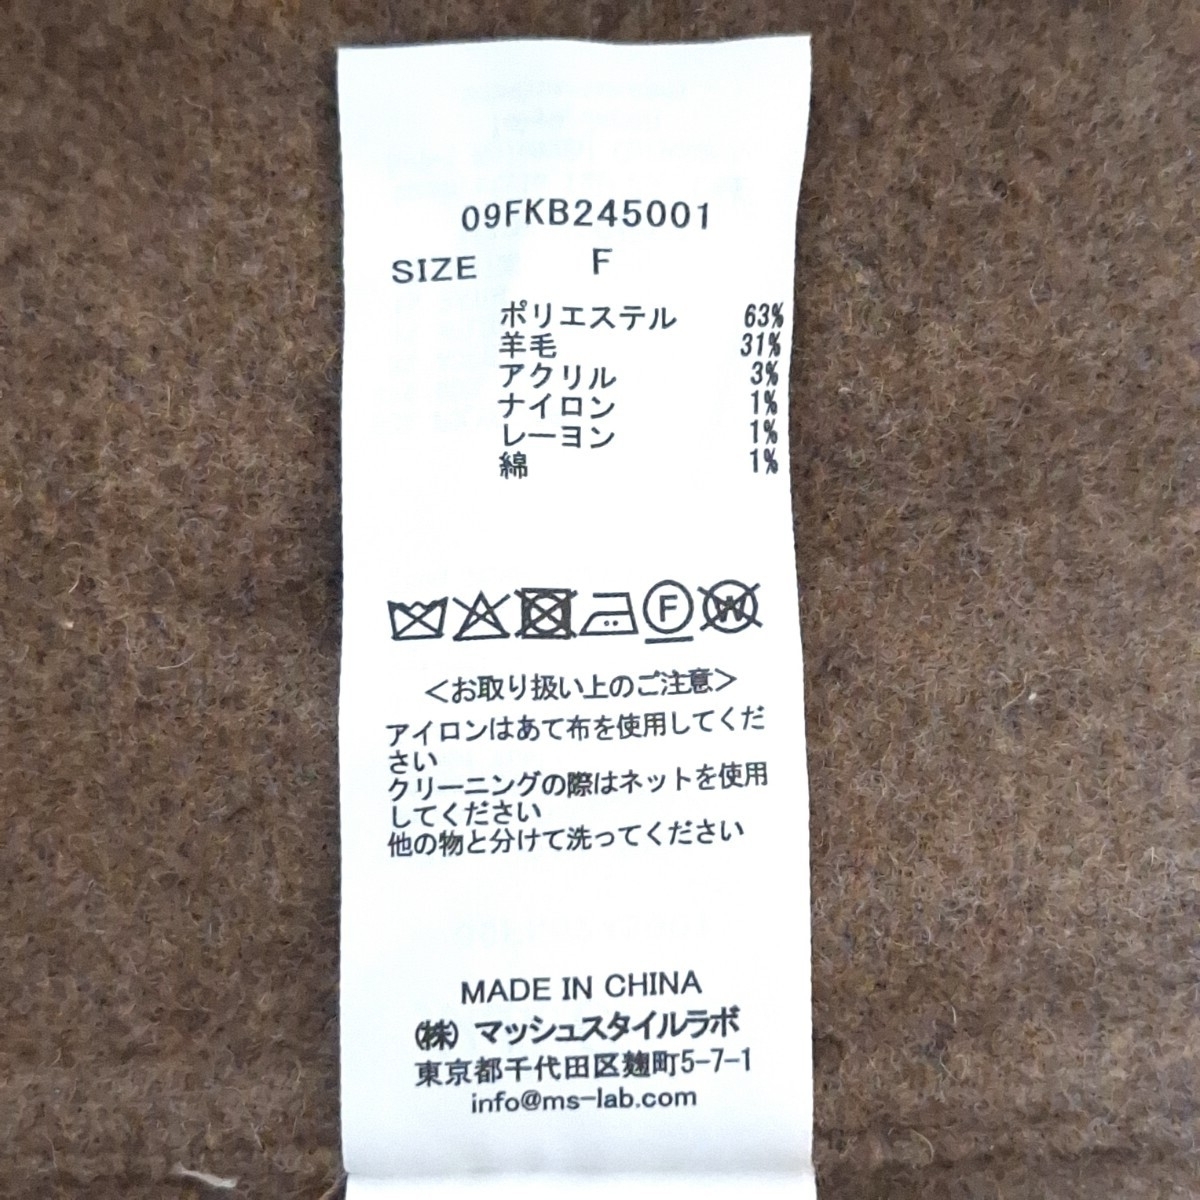 09FKB245001
SIZE F
ポリエステル 63%
羊毛 31%
アクリル 3%
ナイロン 1%
レーヨン 1%
綿 1%
F W
＜お取り扱い上のご注意＞
アイロンはあて布を使用してくだ
さい
クリーニングの際はネットを使用
してください
他の物と分けて洗ってください
MADE IN CHINA
㈱ マッシュスタイルラボ
東京都千代田区麹町5-7-1
info@ms-lab.com